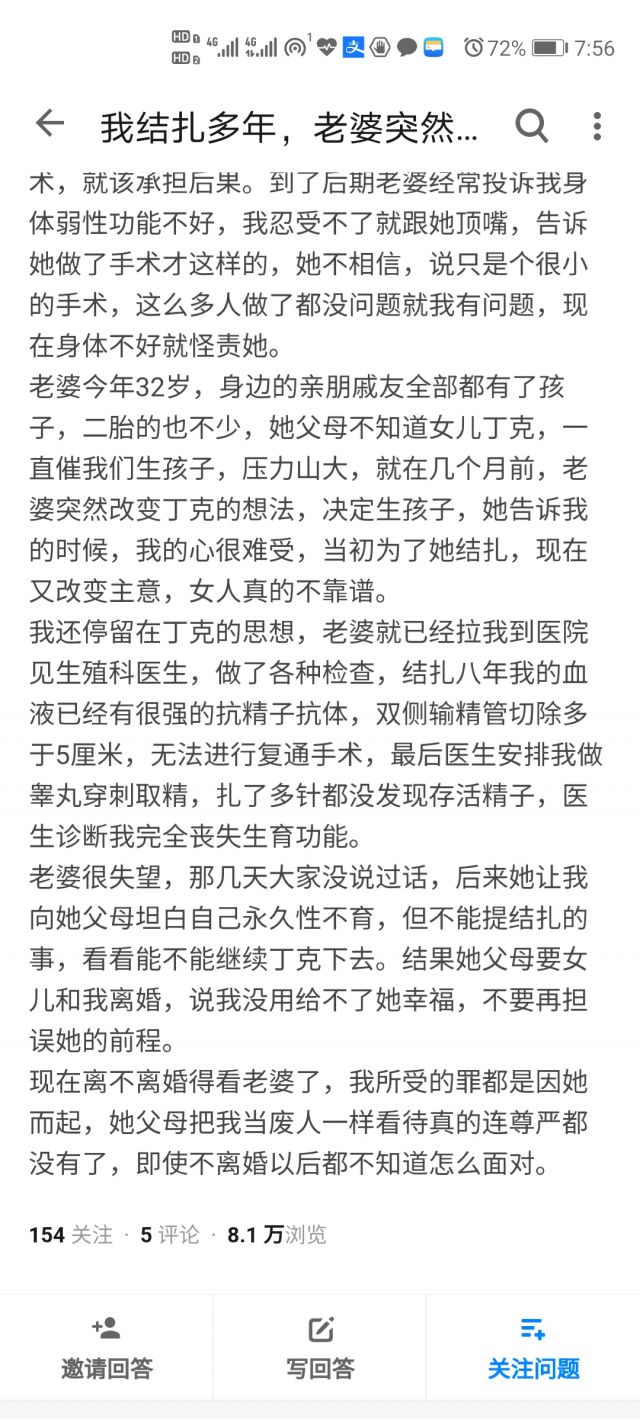 HD 1
HD 2
4G
4G
1
72%
7:56
我结扎多年，老婆突然...
术，就该承担后果。到了后期老婆经常投诉我身
体弱性功能不好，我忍受不了就跟她顶嘴，告诉
她做了手术才这样的，她不相信，说只是个很小
的手术，这么多人做了都没问题就我有问题，现
在身体不好就怪责她。
老婆今年32岁，身边的亲朋戚友全部都有了孩
子，二胎的也不少，她父母不知道女儿丁克，一
直催我们生孩子，压力山大，就在几个月前，老
婆突然改变丁克的想法，决定生孩子，她告诉我
的时候，我的心很难受，当初为了她结扎，现在
又改变主意，女人真的不靠谱。
我还停留在丁克的思想，老婆就已经拉我到医院
见生殖科医生，做了各种检查，结扎八年我的血
液已经有很强的抗精子抗体，双侧输精管切除多
于5厘米，无法进行复通手术，最后医生安排我做
睾丸穿刺取精，扎了多针都没发现存活精子，医
生诊断我完全丧失生育功能。
老婆很失望，那几天大家没说过话，后来她让我
向她父母坦白自己永久性不育，但不能提结扎的
事，看看能不能继续丁克下去。结果她父母要女
儿和我离婚，说我没用给不了她幸福，不要再担
误她的前程。
现在离不离婚得看老婆了，我所受的罪都是因她
而起，她父母把我当废人一样看待真的连尊严都
没有了，即使不离婚以后都不知道怎么面对。
154 关注 · 5 评论 · 8.1 万浏览
邀请回答
写回答
关注问题